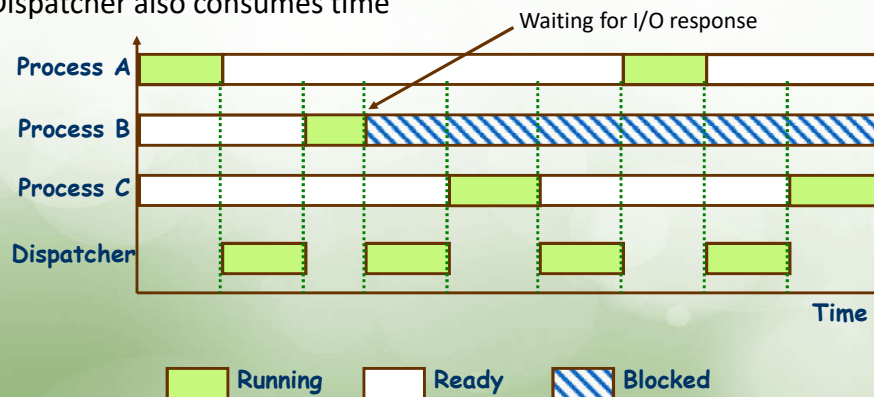 Dispatcher also consumes time
Waiting for I/O response
Process A
Process B
Process C
Dispatcher
Time
Running Ready Blocked